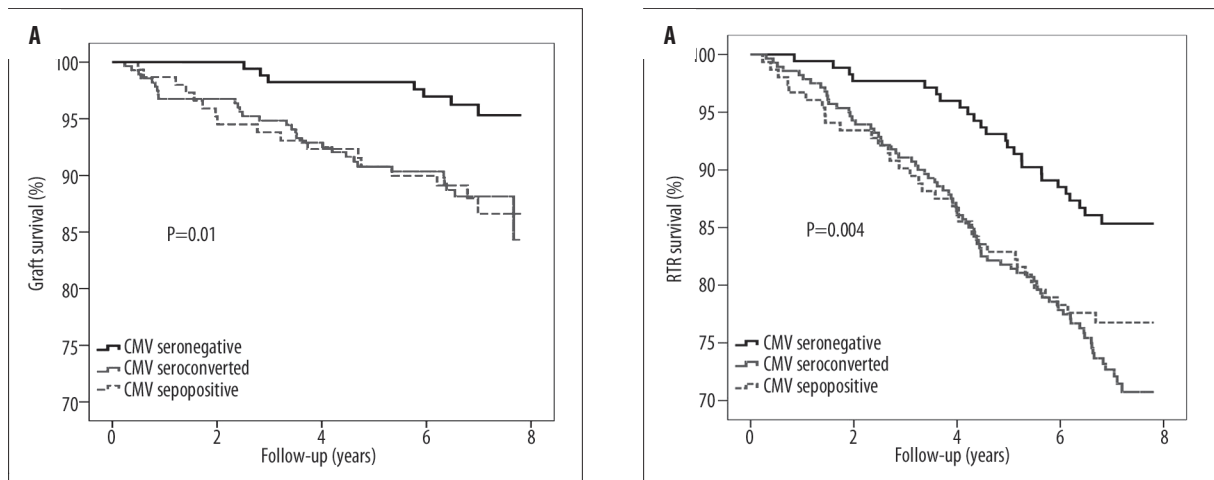 A
100
95
90
85
80
75
70
Graft survival (%)
P=0.01
CMV seronegative
CMV seroconverted
CMV sepopositive
0 2 4 6 8
Follow-up (years)
A
100
95
90
85
80
75
70
RTR survival (%)
P=0.004
CMV seronegative
CMV seroconverted
CMV sepopositive
0 2 4 6 8
Follow-up (years)